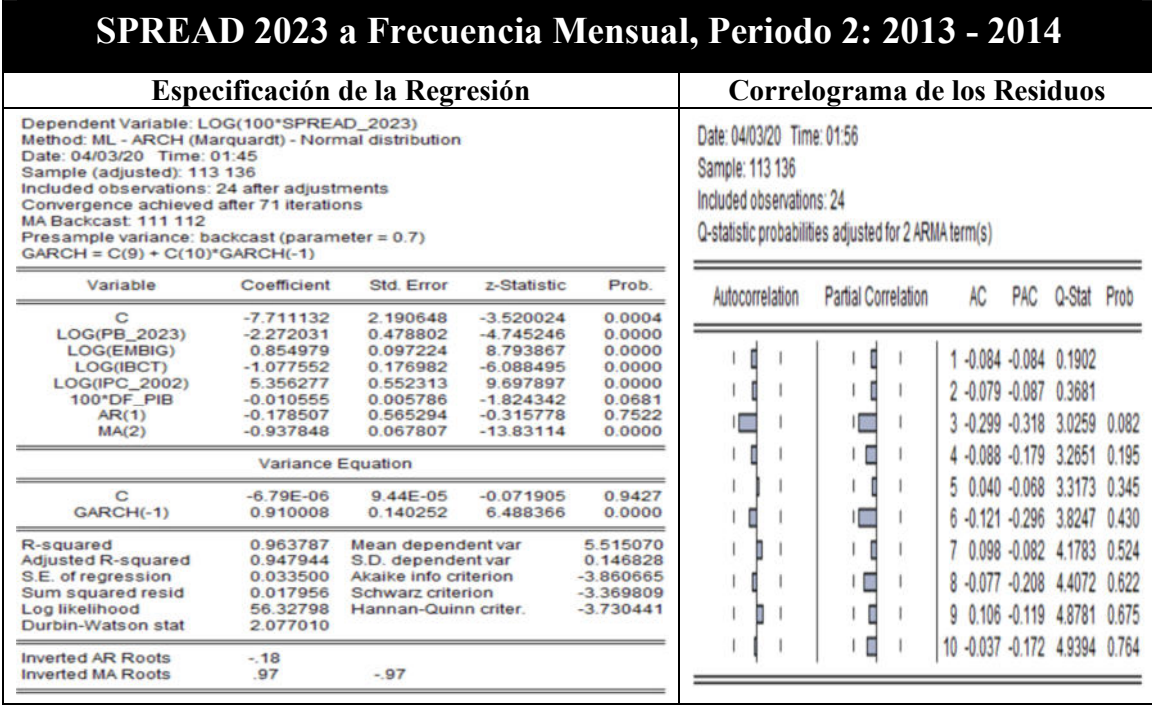 SPREAD 2023 a Frecuencia Mensual, Periodo 2: 2013 - 2014
Especificación de la Regresión
Dependent Variable: LOG(100*SPREAD_2023)
Method: ML - ARCH (Marquardt) - Normal distribution
Date: 04/03/20 Time: 01:45
Sample (adjusted): 113 136
Included observations: 24 after adjustments
Convergence achieved after 71 iterations
MA Backcast: 111 112
Presample variance: backcast (parameter = 0.7)
GARCH = C(9) + C(10)*GARCH(-1)
Variable Coefficient Std. Error z-Statistic Prob.
C -7.711132 2.190648 -3.520024 0.0004
LOG(PB_2023) -2.272031 0.478802 -4.745246 0.0000
LOG(EMBIG) 0.854979 0.097224 8.793867 0.0000
LOG(IBCT) -1.077552 0.176982 -6.088495 0.0000
LOG(IPC_2002) 5.356277 0.552313 9.697897 0.0000
100*DF_PIB -0.010555 0.005786 -1.824342 0.0681
AR(1) -0.178507 0.565294 -0.315778 0.7522
MA(2) -0.937848 0.067807 -13.83114 0.0000
Variance Equation
C -6.79E-06 9.44E-05 -0.071905 0.9427
GARCH(-1) 0.910008 0.140252 6.488366 0.0000
R-squared 0.963787 Mean dependent var 5.515070
Adjusted R-squared 0.947944 S.D. dependent var 0.146828
S.E. of regression 0.033500 Akaike info criterion -3.860665
Sum squared resid 0.017956 Schwarz criterion -3.369809
Log likelihood 56.32798 Hannan-Quinn criter. -3.730441
Durbin-Watson stat 2.077010
Inverted AR Roots -.18
Inverted MA Roots .97 -.97
Correlograma de los Residuos
Date: 04/03/20 Time: 01:56
Sample: 113 136
Included observations: 24
Q-statistic probabilities adjusted for 2 ARMA term(s)
Autocorrelation Partial Correlation AC PAC Q-Stat Prob
1 -0.084 -0.084 0.1902
2 -0.079 -0.087 0.3681
3 -0.299 -0.318 3.0259 0.082
4 -0.088 -0.179 3.2651 0.195
5 0.040 -0.068 3.3173 0.345
6 -0.121 -0.296 3.8247 0.430
7 0.098 -0.082 4.1783 0.524
8 -0.077 -0.208 4.4072 0.622
9 0.106 -0.119 4.8781 0.675
10 -0.037 -0.172 4.9394 0.764